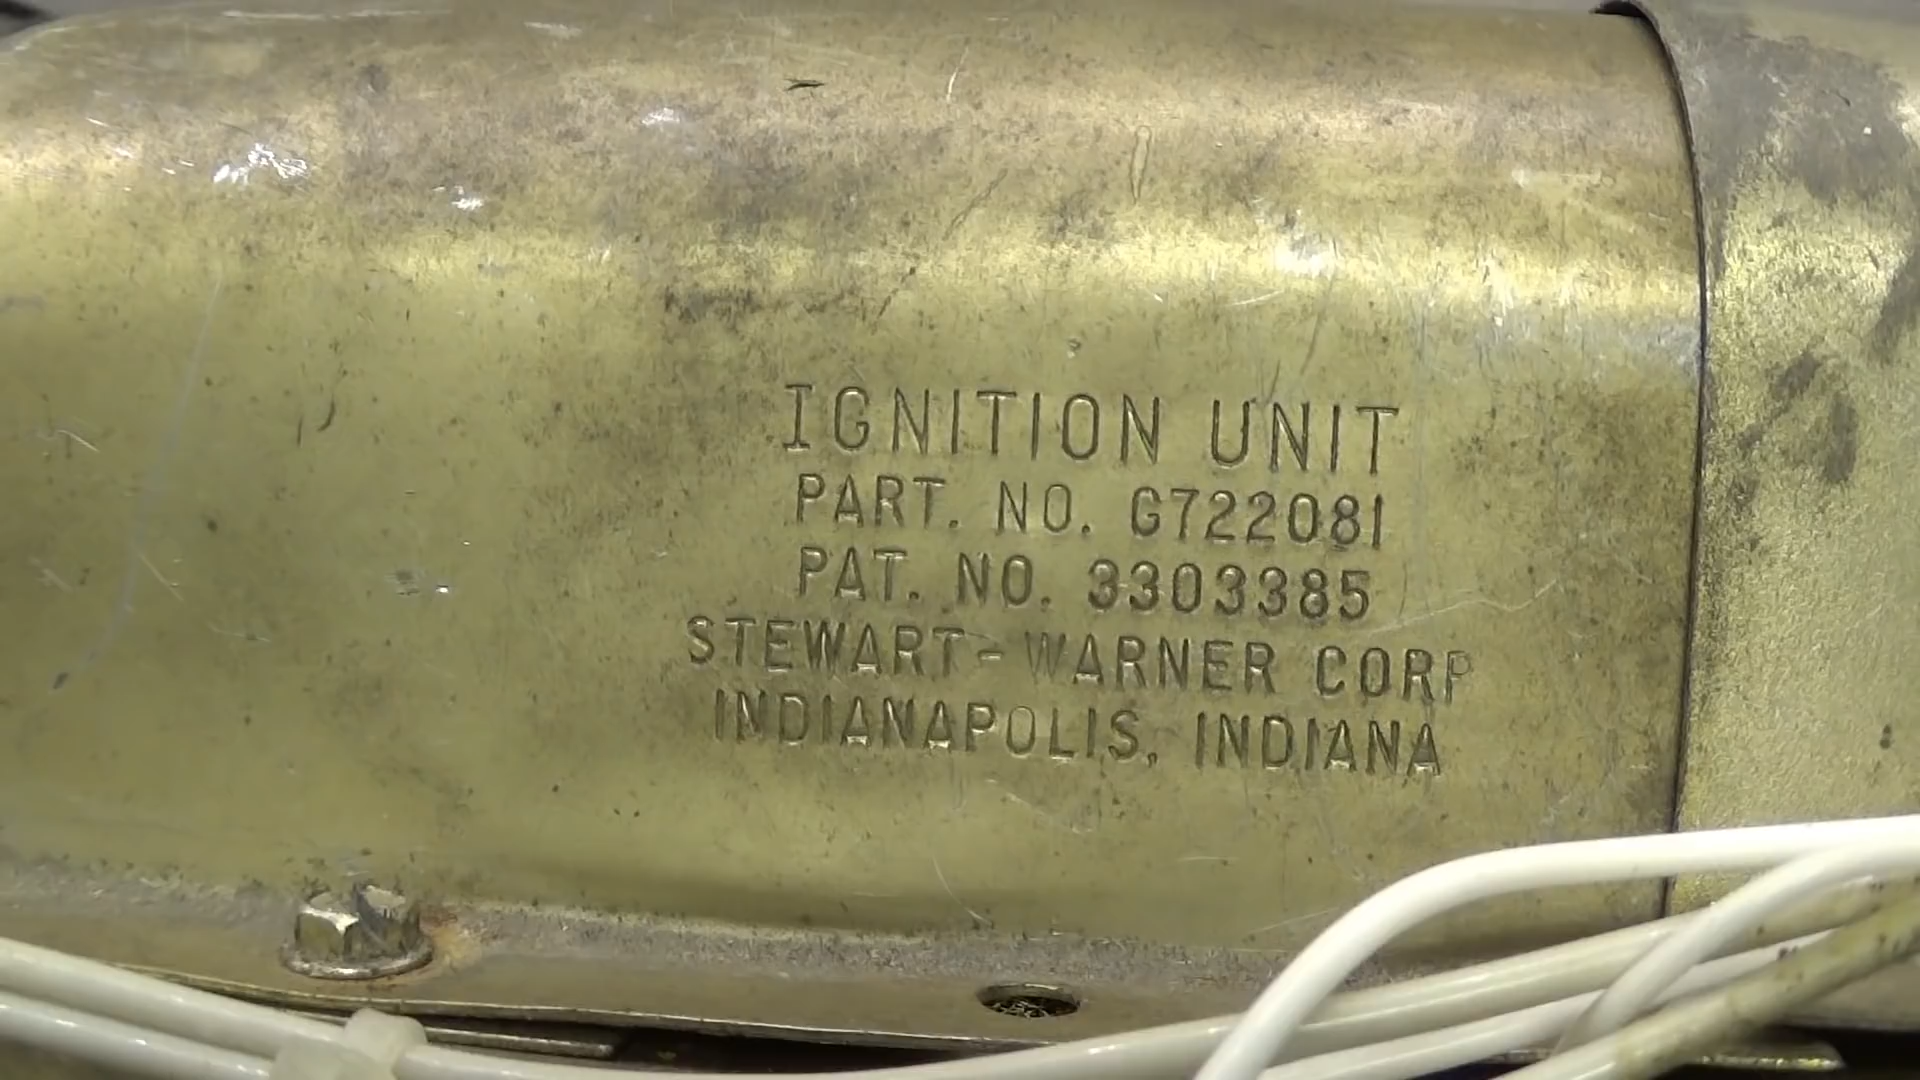 IGNITION UNIT
PART. NO. G722081
PAT. NO. 3303385
STEWART-WARNER CORP
INDIANAPOLIS, INDIANA